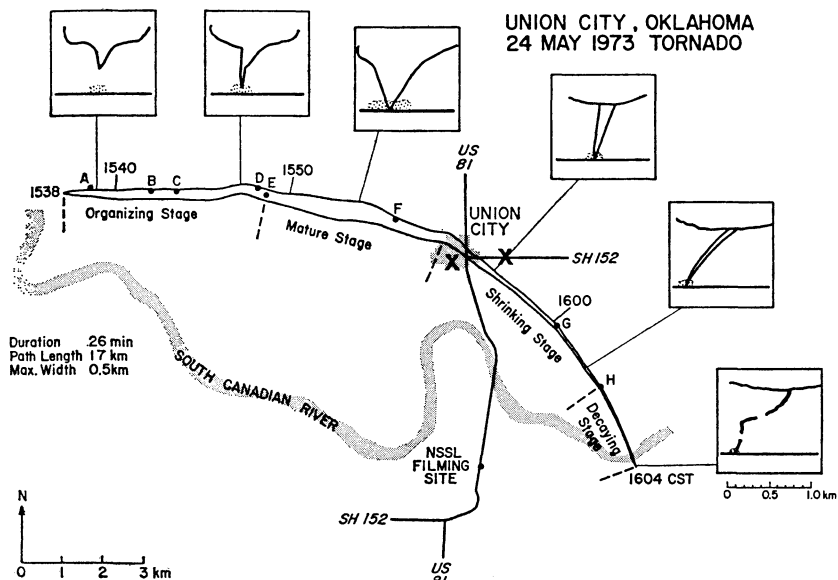 UNION CITY, OKLAHOMA
24 MAY 1973 TORNADO
US
81
1540
1550
A
B
C
D
E
1538
Organizing Stage
Mature Stage
F
UNION
CITY
X
X
SH 152
1600
G
Shrinking Stage
H
Decaying
Stage
Duration 26 min
Path Length 17 km
Max. Width 0.5km
SOUTH CANADIAN RIVER
NSSL
FILMING
SITE
1604 CST
0 0.5 1.0 km
N
SH 152
0 1 2 3 km
US
81